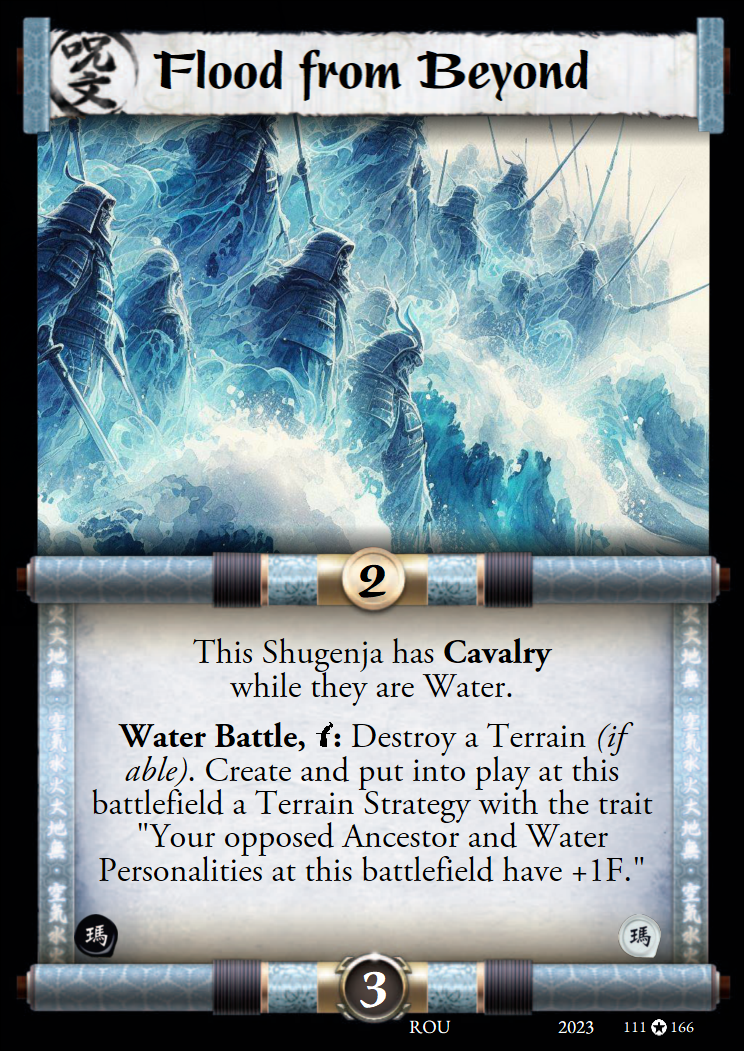 呪文
Flood from Beyond
2
This Shugenja has Cavalry
while they are Water.
Water Battle, : Destroy a Terrain (if
able). Create and put into play at this
battlefield a Terrain Strategy with the trait
"Your opposed Ancestor and Water
Personalities at this battlefield have +1F."
瑪
瑪
3
ROU 2023 111 166